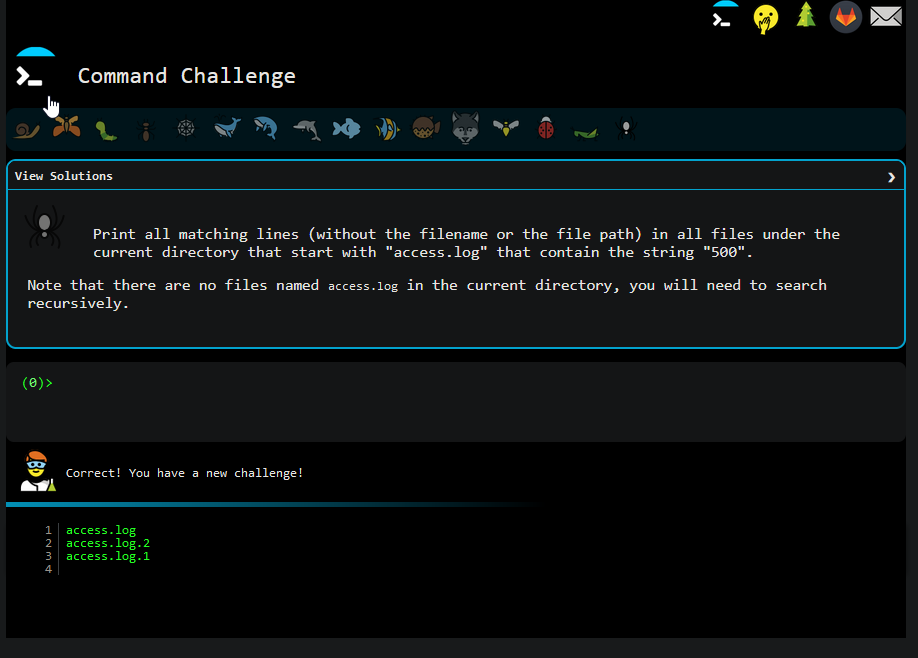 Command Challenge
View Solutions
Print all matching lines (without the filename or the file path) in all files under the
current directory that start with "access.log" that contain the string "500".
Note that there are no files named access.log in the current directory, you will need to search
recursively.
(0)>
Correct! You have a new challenge!
1 access.log
2 access.log.2
3 access.log.1
4